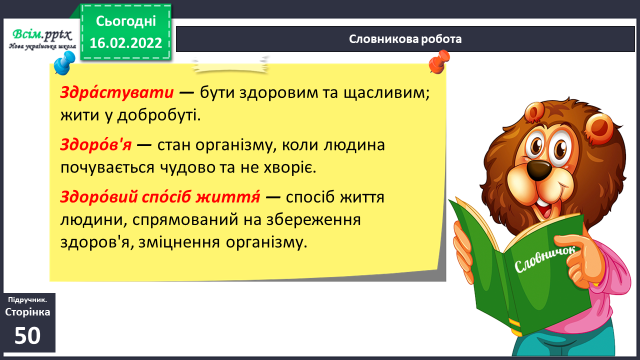 Всім.pptx
Нова українська школа
Сьогодні
16.02.2022
Словникова робота
Здра́стувати — бути здоровим та щасливим;
жити у добробуті.
Здоро́в'я — стан організму, коли людина
почувається чудово та не хворіє.
Здоро́вий спо́сіб життя́ — спосіб життя
людини, спрямований на збереження
здоров'я, зміцнення організму.
Словничок
Підручник.
Сторінка
50